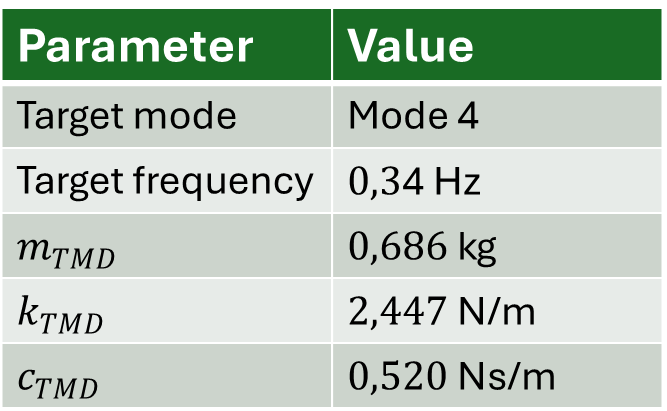 Parameter Value
Target mode Mode 4
Target frequency 0,34 Hz
m_TMD 0,686 kg
k_TMD 2,447 N/m
c_TMD 0,520 Ns/m